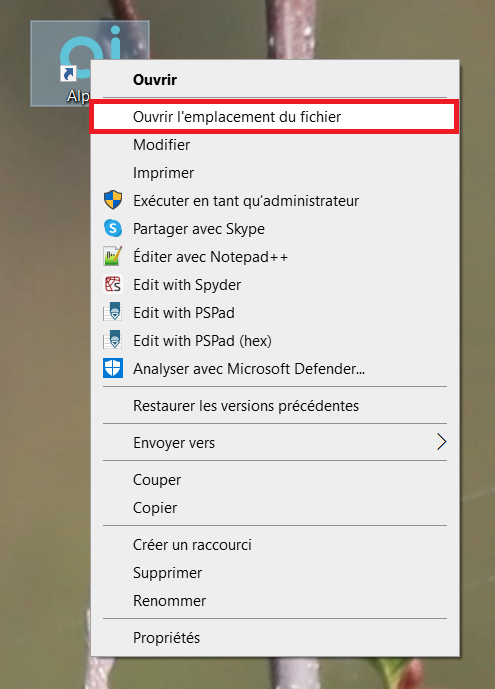 Alp
Ouvrir
Ouvrir l'emplacement du fichier
Modifier
Imprimer
Exécuter en tant qu'administrateur
Partager avec Skype
Éditer avec Notepad++
Edit with Spyder
Edit with PSPad
Edit with PSPad (hex)
Analyser avec Microsoft Defender...
Restaurer les versions précédentes
Envoyer vers
Couper
Copier
Créer un raccourci
Supprimer
Renommer
Propriétés